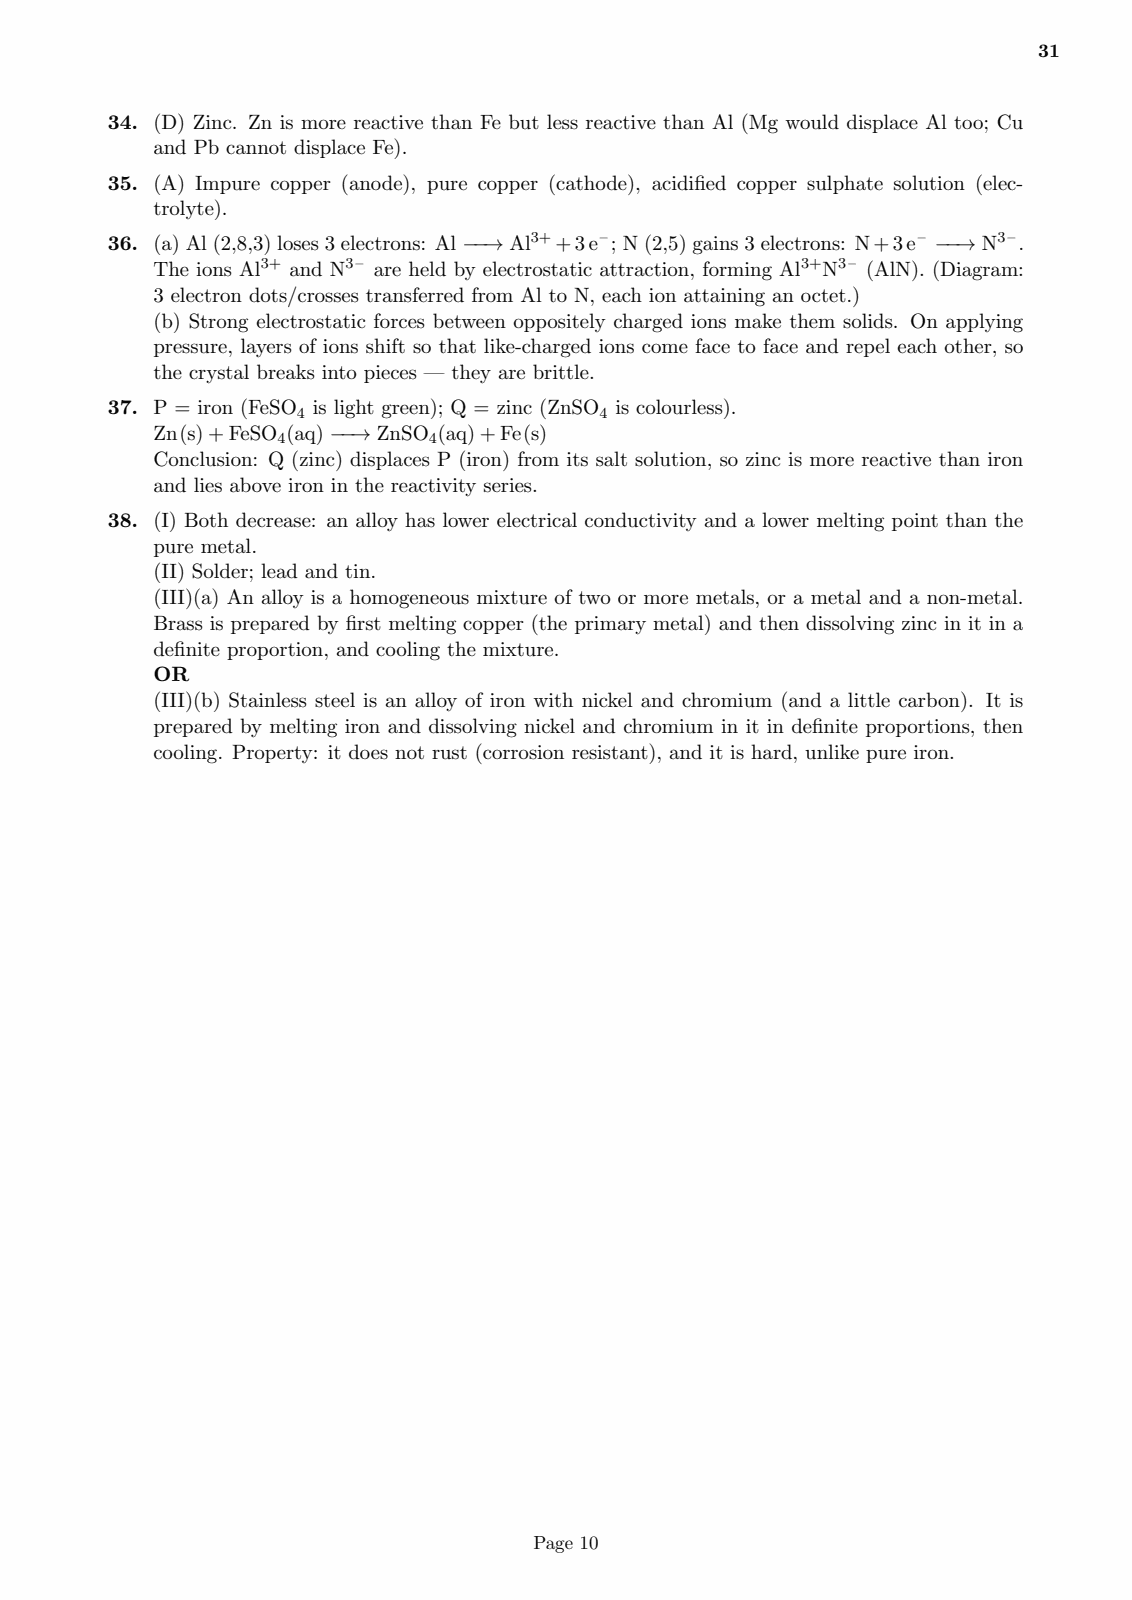 31
34. (D) Zinc. Zn is more reactive than Fe but less reactive than Al (Mg would displace Al too; Cu
and Pb cannot displace Fe).
35. (A) Impure copper (anode), pure copper (cathode), acidified copper sulphate solution (elec-
trolyte).
36. (a) Al (2,8,3) loses 3 electrons: Al ⟶ Al³⁺ + 3 e⁻; N (2,5) gains 3 electrons: N + 3 e⁻ ⟶ N³⁻.
The ions Al³⁺ and N³⁻ are held by electrostatic attraction, forming Al³⁺N³⁻ (AlN). (Diagram:
3 electron dots/crosses transferred from Al to N, each ion attaining an octet.)
(b) Strong electrostatic forces between oppositely charged ions make them solids. On applying
pressure, layers of ions shift so that like-charged ions come face to face and repel each other, so
the crystal breaks into pieces — they are brittle.
37. P = iron (FeSO₄ is light green); Q = zinc (ZnSO₄ is colourless).
Zn(s) + FeSO₄(aq) ⟶ ZnSO₄(aq) + Fe(s)
Conclusion: Q (zinc) displaces P (iron) from its salt solution, so zinc is more reactive than iron
and lies above iron in the reactivity series.
38. (I) Both decrease: an alloy has lower electrical conductivity and a lower melting point than the
pure metal.
(II) Solder; lead and tin.
(III)(a) An alloy is a homogeneous mixture of two or more metals, or a metal and a non-metal.
Brass is prepared by first melting copper (the primary metal) and then dissolving zinc in it in a
definite proportion, and cooling the mixture.
OR
(III)(b) Stainless steel is an alloy of iron with nickel and chromium (and a little carbon). It is
prepared by melting iron and dissolving nickel and chromium in it in definite proportions, then
cooling. Property: it does not rust (corrosion resistant), and it is hard, unlike pure iron.
Page 10